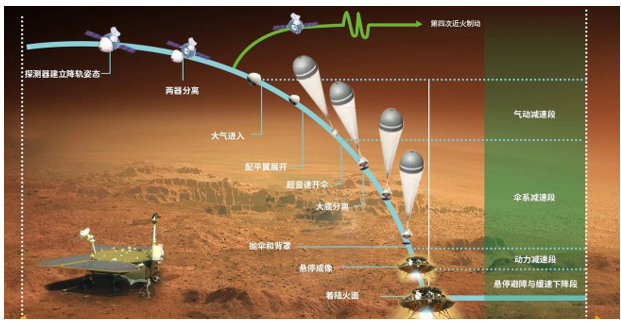 第四次近火制动
探测器建立降轨姿态
两器分离
大气进入
配平翼展开
超音速开伞
大底分离
抛伞和背罩
悬停成像
着陆火面
气动减速段
伞系减速段
动力减速段
悬停避障与缓速下降段